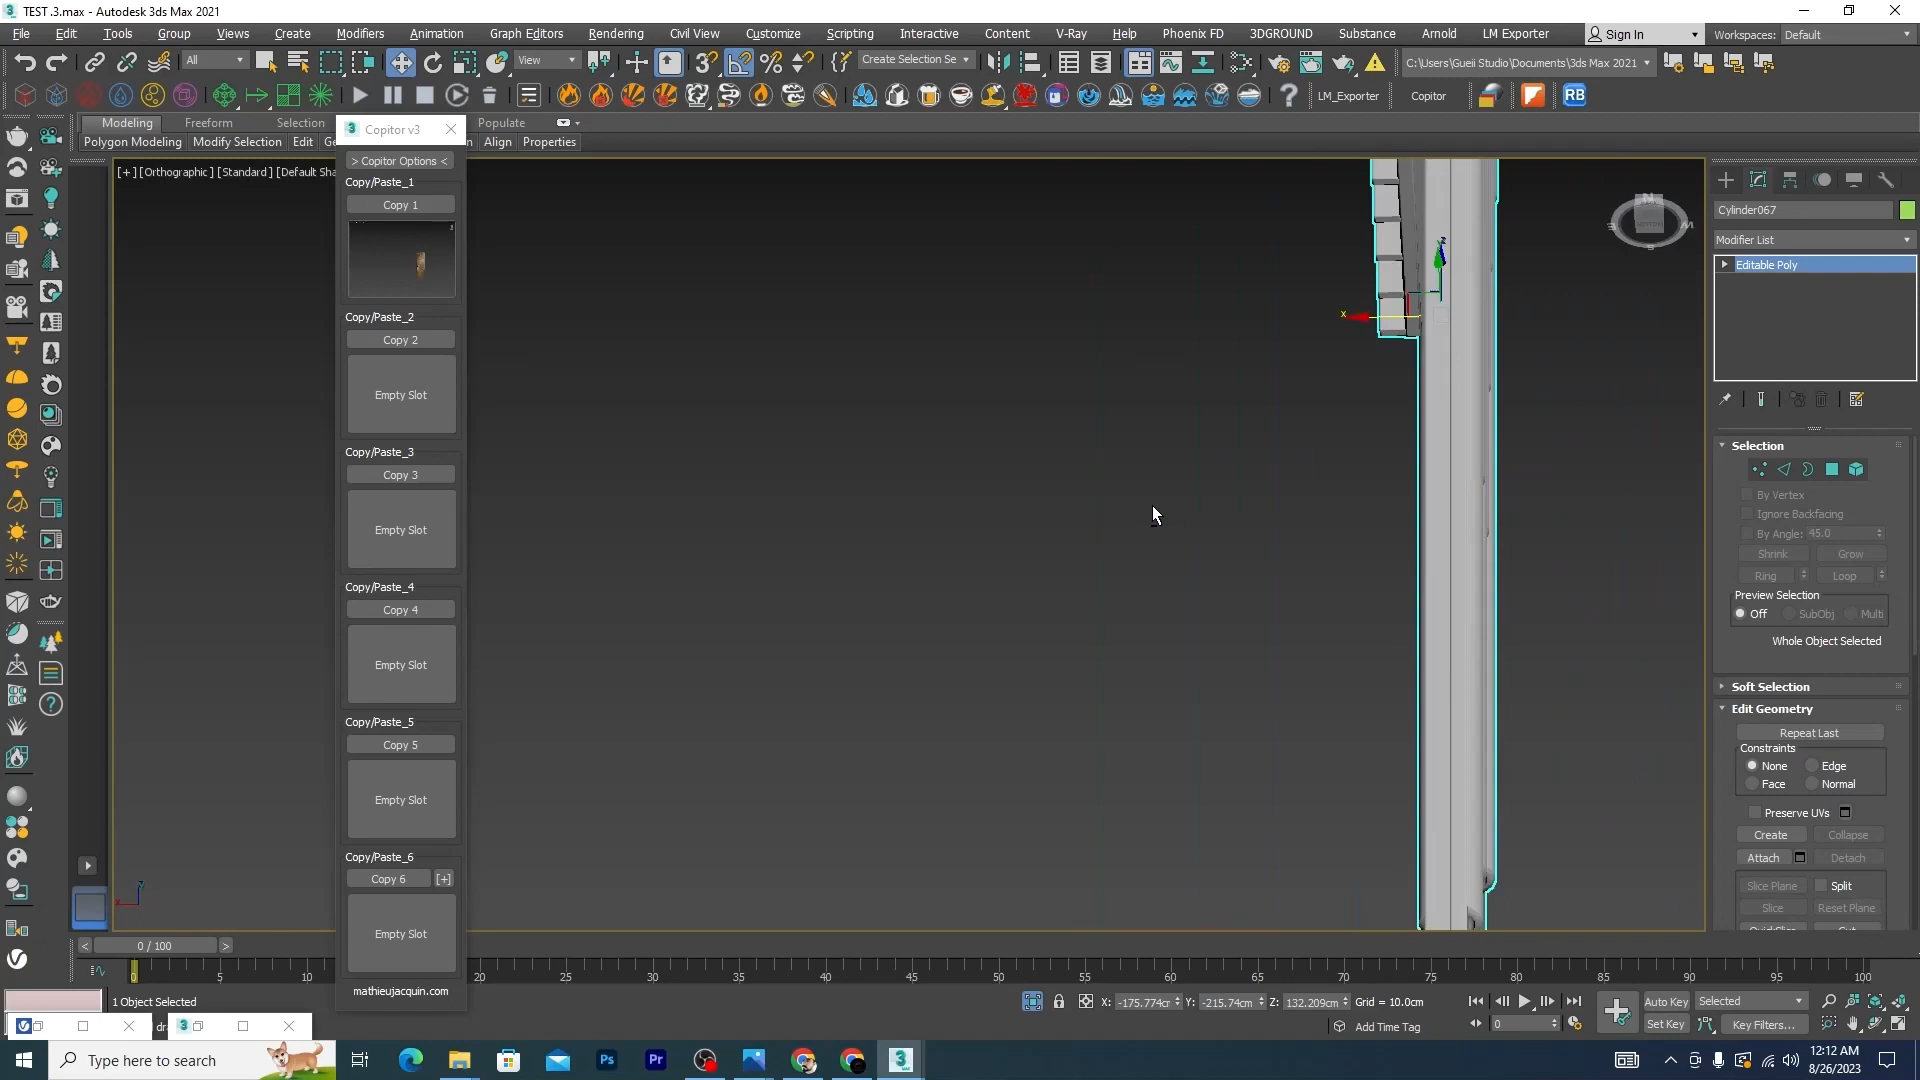 TEST .3.max - Autodesk 3ds Max 2021
File Edit Tools Group Views Create Modifiers Animation Graph Editors Rendering Civil View Customize Scripting Interactive Content V-Ray Help Phoenix FD 3DGROUND Substance Arnold LM Exporter Sign In Workspaces: Default
All View Create Selection Se C:\Users\Gueii Studio\Documents\3ds Max 2021
LM_Exporter Copitor RB
Modeling Freeform Selection Populate
Polygon Modeling Modify Selection Edit Align Properties
Copitor v3
> Copitor Options <
Copy/Paste_1
Copy 1
Copy/Paste_2
Copy 2
Empty Slot
Copy/Paste_3
Copy 3
Empty Slot
Copy/Paste_4
Copy 4
Empty Slot
Copy/Paste_5
Copy 5
Empty Slot
Copy/Paste_6
Copy 6 [+]
Empty Slot
mathieujacquin.com
[+] [Orthographic ] [Standard ] [Default Sha
x
z
Cylinder067
Modifier List
Editable Poly
Selection
By Vertex
Ignore Backfacing
By Angle: 45.0
Shrink Grow
Ring Loop
Preview Selection
Off SubObj Multi
Whole Object Selected
Soft Selection
Edit Geometry
Repeat Last
Constraints
None Edge
Face Normal
Preserve UVs
Create Collapse
Attach Detach
Slice Plane Split
Slice Reset Plane
QuickSlice Cut
< 0 / 100 >
0 5 10 20 25 30 35 40 45 50 55 60 65 70 75 80 85 90 95 100
1 Object Selected
X: -175.774cm Y: -215.74cm Z: 132.209cm Grid = 10.0cm
Add Time Tag
0
Auto Key Selected
Set Key Key Filters...
Type here to search
Ps Pr 3
12:12 AM
8/26/2023